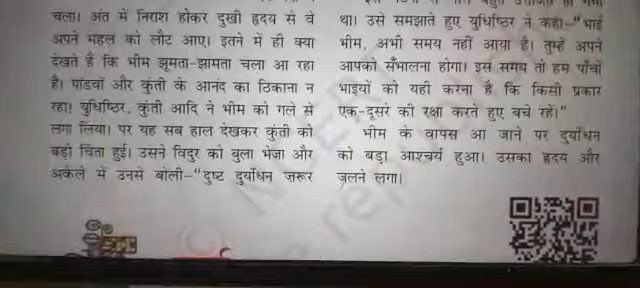 चला। अंत में निराश होकर दुखी हृदय से वे
अपने महल को लौट आए। इतने में ही क्या
देखते हैं कि भीम झूमता-झामता चला आ रहा
है। पांडवों और कुंती के आनंद का ठिकाना न
रहा। युधिष्ठिर, कुंती आदि ने भीम को गले से
लगा लिया। पर यह सब हाल देखकर कुंती को
बड़ी चिंता हुई। उसने विदुर को बुला भेजा और
अकेले में उनसे बोली-“दुष्ट दुर्योधन ज़रूर
था। उसे समझाते हुए युधिष्ठिर ने कहा-“भाई
भीम, अभी समय नहीं आया है। तुम्हें अपने
आपको सँभालना होगा। इस समय तो हम पाँचों
भाइयों को यही करना है कि किसी प्रकार
एक-दूसरे की रक्षा करते हुए बचे रहें।”
भीम के वापस आ जाने पर दुर्योधन
को बड़ा आश्चर्य हुआ। उसका हृदय और
जलने लगा।